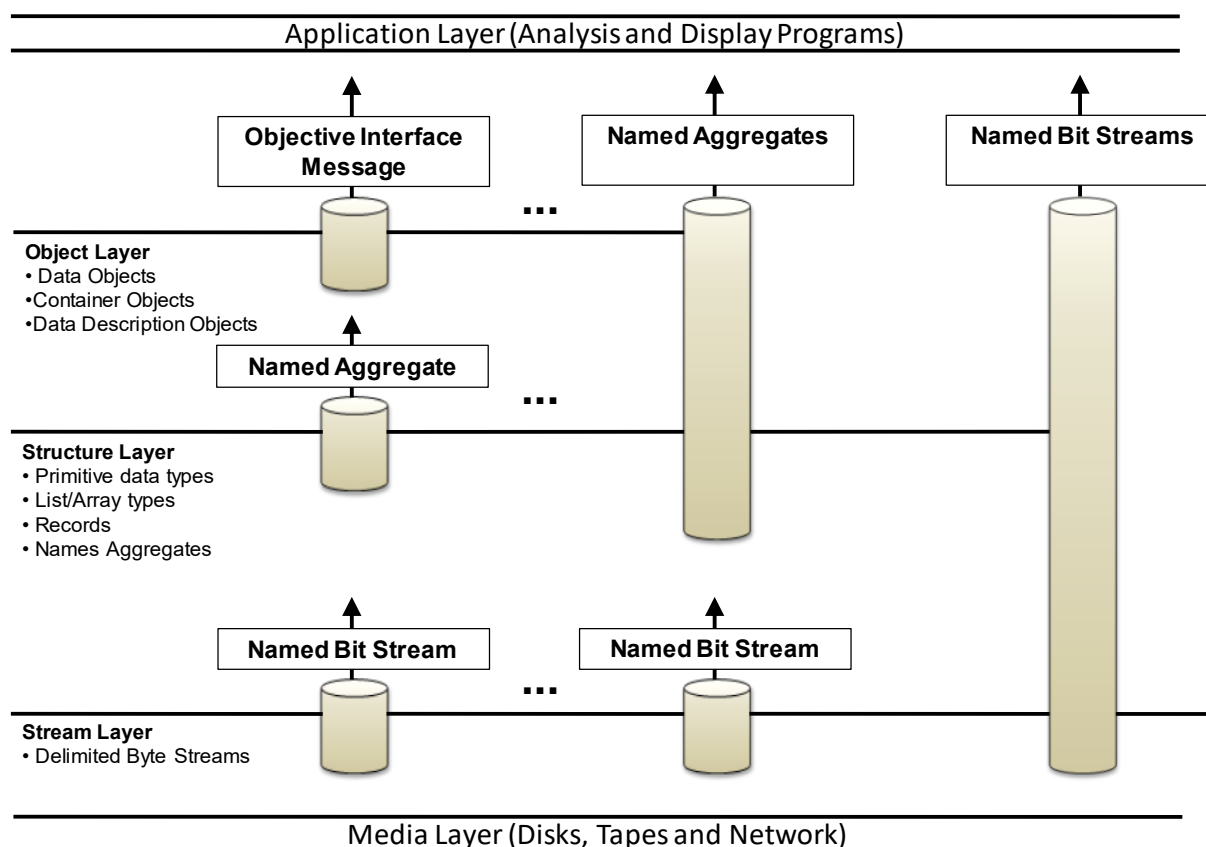 Application Layer (Analysis and Display Programs)
Objective Interface
Message
Named Aggregates
Named Bit Streams
...
Object Layer
• Data Objects
•Container Objects
•Data Description Objects
Named Aggregate
...
Structure Layer
• Primitive data types
• List/Array types
• Records
• Names Aggregates
Named Bit Stream
Named Bit Stream
...
Stream Layer
• Delimited Byte Streams
Media Layer (Disks, Tapes and Network)